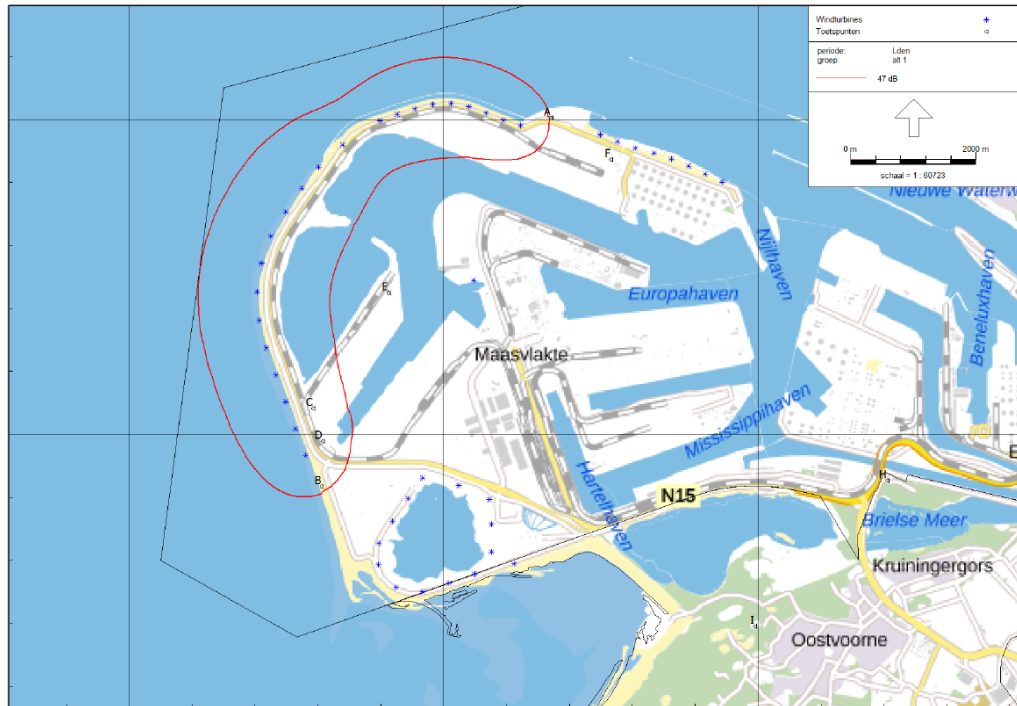 Windturbines
Toetspunten
periode: Lden
groep: alt 1
47 dB
0 m 2000 m
schaal = 1 : 60723
Nieuwe Waterw
A
F
Nijlhaven
Beneluxhaven
Europahaven
E
Maasvlakte
C
D
Mississippihaven
B
Hartelhaven
N15
H
E
Brielse Meer
Kruiningergors
I
Oostvoorne